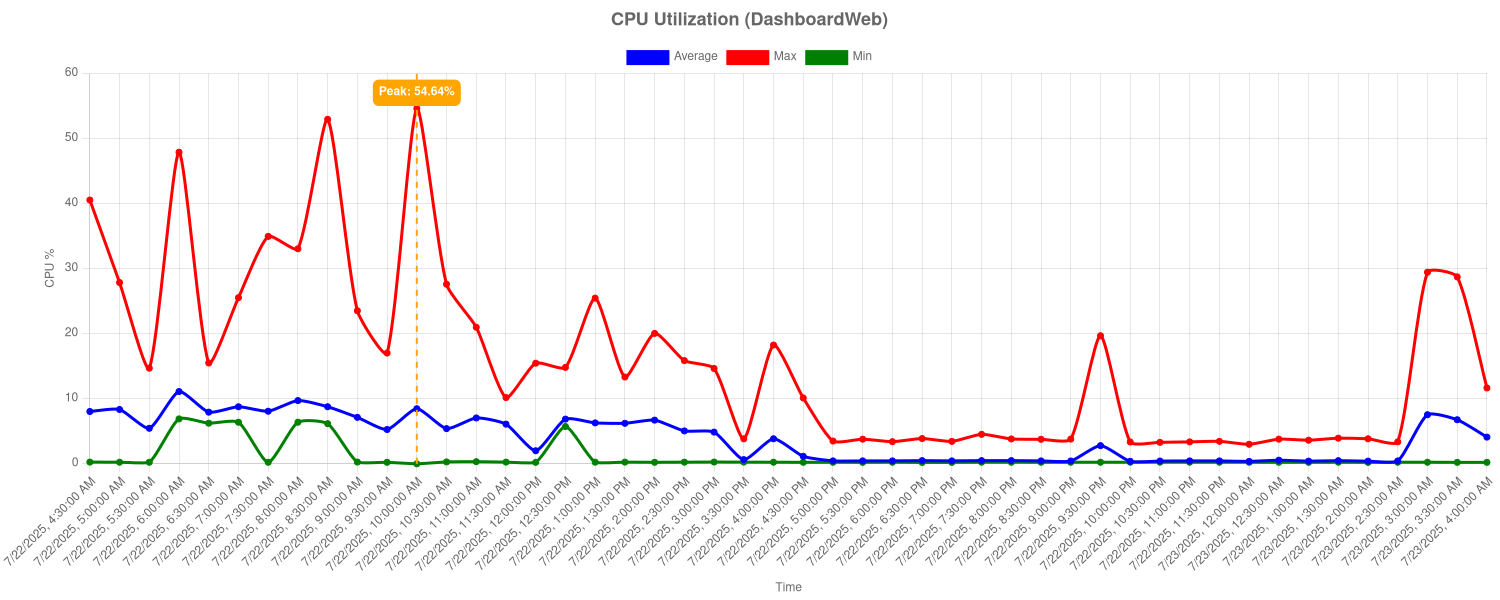 CPU Utilization (DashboardWeb)
Average Max Min
Peak: 54.64%
60
50
40
30
20
10
0
CPU %
7/22/2025, 4:30:00 AM
7/22/2025, 5:00:00 AM
7/22/2025, 5:30:00 AM
7/22/2025, 6:00:00 AM
7/22/2025, 6:30:00 AM
7/22/2025, 7:00:00 AM
7/22/2025, 7:30:00 AM
7/22/2025, 8:00:00 AM
7/22/2025, 8:30:00 AM
7/22/2025, 9:00:00 AM
7/22/2025, 9:30:00 AM
7/22/2025, 10:00:00 AM
7/22/2025, 10:30:00 AM
7/22/2025, 11:00:00 AM
7/22/2025, 11:30:00 AM
7/22/2025, 12:00:00 PM
7/22/2025, 12:30:00 PM
7/22/2025, 1:00:00 PM
7/22/2025, 1:30:00 PM
7/22/2025, 2:00:00 PM
7/22/2025, 2:30:00 PM
7/22/2025, 3:00:00 PM
7/22/2025, 3:30:00 PM
7/22/2025, 4:00:00 PM
7/22/2025, 4:30:00 PM
7/22/2025, 5:00:00 PM
7/22/2025, 5:30:00 PM
7/22/2025, 6:00:00 PM
7/22/2025, 6:30:00 PM
7/22/2025, 7:00:00 PM
7/22/2025, 7:30:00 PM
7/22/2025, 8:00:00 PM
7/22/2025, 8:30:00 PM
7/22/2025, 9:00:00 PM
7/22/2025, 9:30:00 PM
7/22/2025, 10:00:00 PM
7/22/2025, 10:30:00 PM
7/22/2025, 11:00:00 PM
7/22/2025, 11:30:00 PM
7/23/2025, 12:00:00 AM
7/23/2025, 12:30:00 AM
7/23/2025, 1:00:00 AM
7/23/2025, 1:30:00 AM
7/23/2025, 2:00:00 AM
7/23/2025, 2:30:00 AM
7/23/2025, 3:00:00 AM
7/23/2025, 3:30:00 AM
7/23/2025, 4:00:00 AM
Time